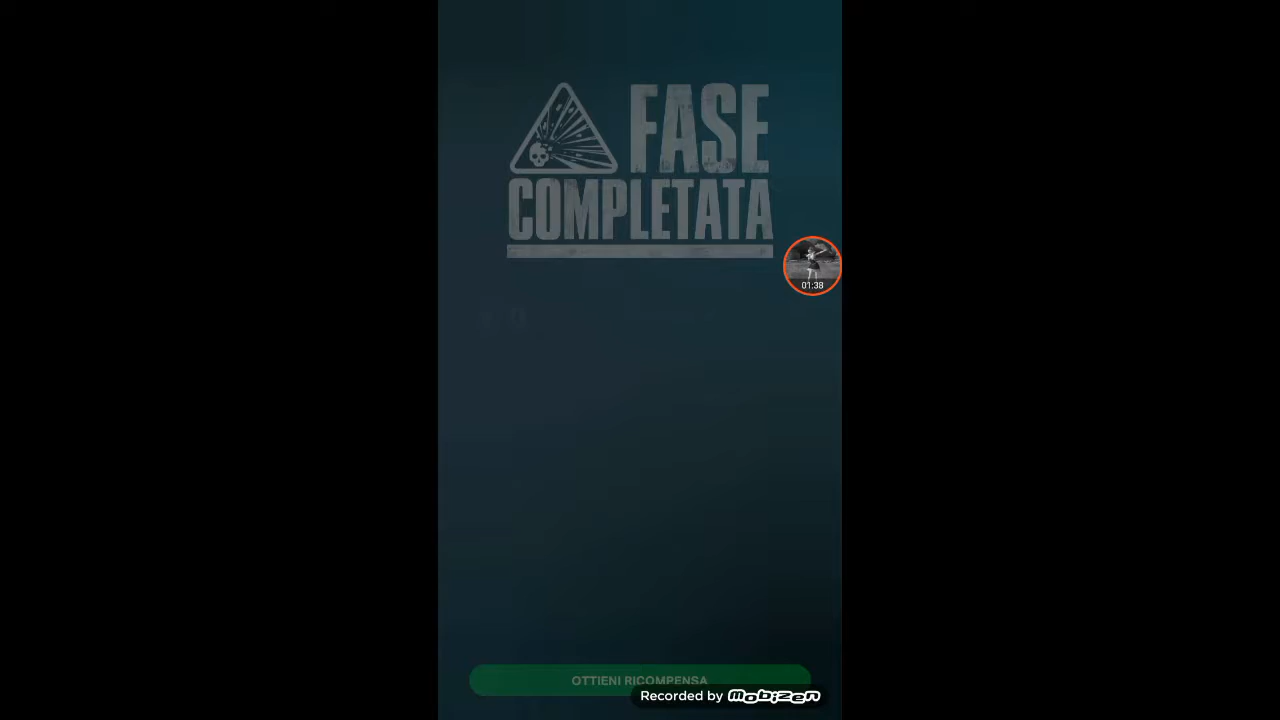 FASE
COMPLETATA
01:38
OTTIENI RICOMPENSA
Recorded by Mobizen